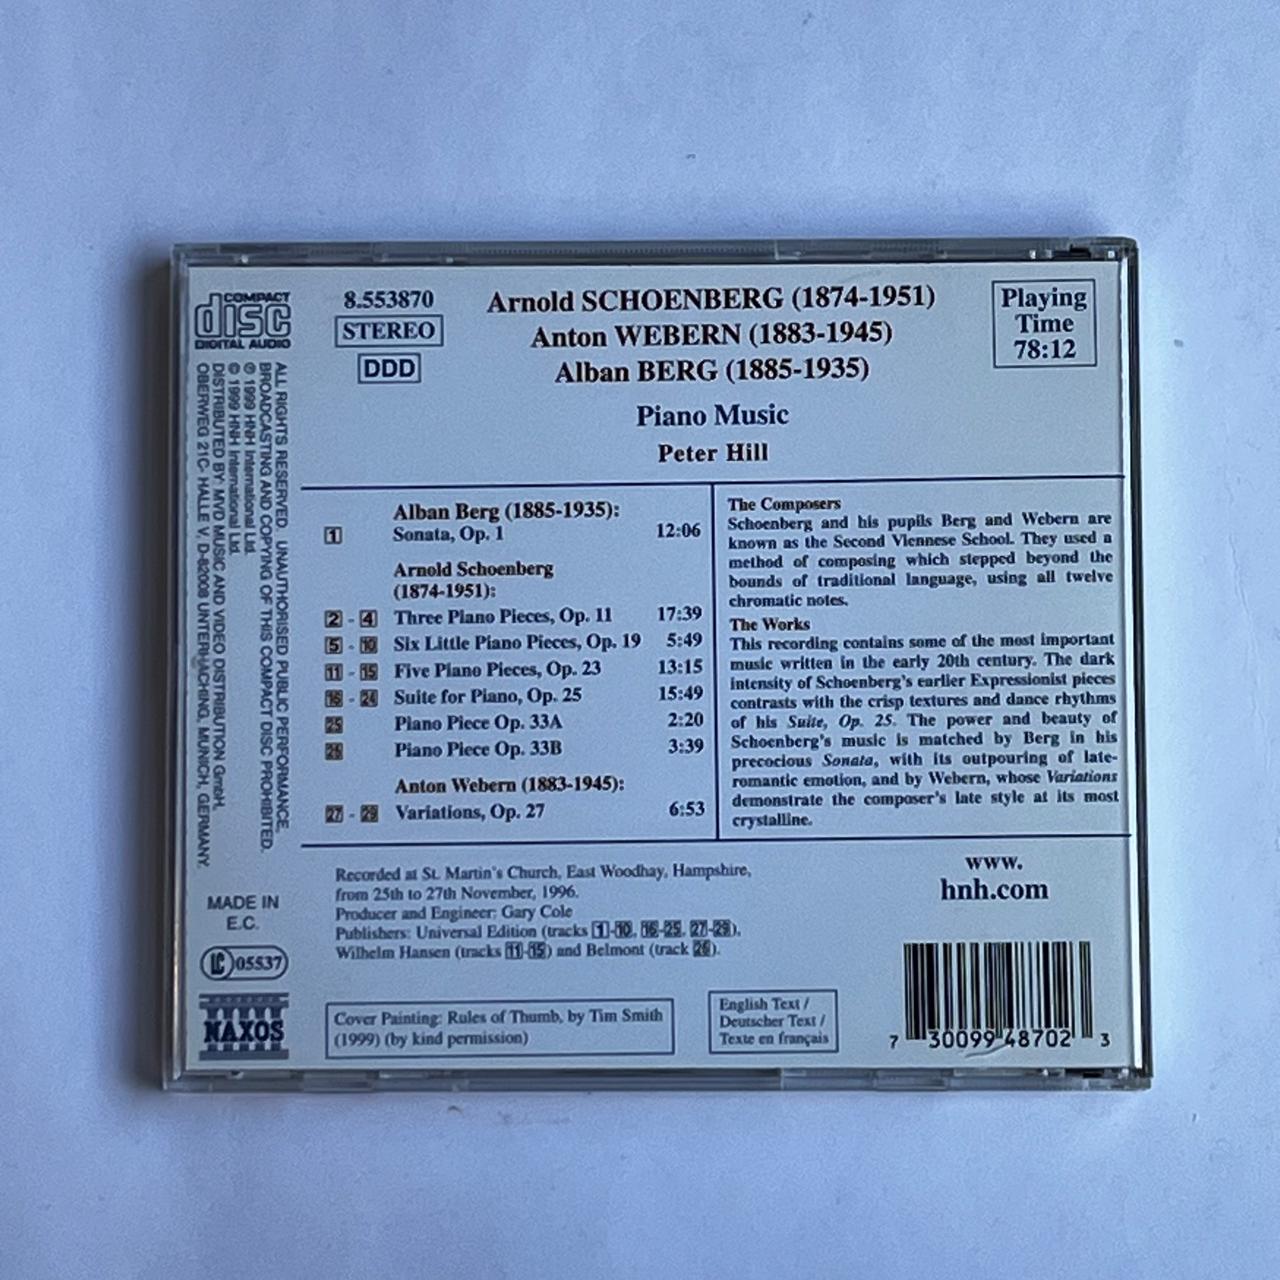 COMPACT
disc
DIGITAL AUDIO
8.553870
STEREO
DDD
Arnold SCHOENBERG (1874-1951)
Anton WEBERN (1883-1945)
Alban BERG (1885-1935)
Piano Music
Peter Hill
Playing
Time
78:12
ALL RIGHTS RESERVED. UNAUTHORISED PUBLIC PERFORMANCE,
BROADCASTING AND COPYING OF THIS COMPACT DISC PROHIBITED.
℗ 1999 HNH International Ltd.
© 1999 HNH International Ltd.
DISTRIBUTED BY: MVD MUSIC AND VIDEO DISTRIBUTION GmbH,
OBERWEG 21C- HALLE V, D-82008 UNTERHACHING, MUNICH, GERMANY.
MADE IN
E.C.
LC 05537
NAXOS
Alban Berg (1885-1935):
1 Sonata, Op. 1 12:06
Arnold Schoenberg
(1874-1951):
2 - 4 Three Piano Pieces, Op. 11 17:39
5 - 10 Six Little Piano Pieces, Op. 19 5:49
11 - 15 Five Piano Pieces, Op. 23 13:15
16 - 24 Suite for Piano, Op. 25 15:49
25 Piano Piece Op. 33A 2:20
26 Piano Piece Op. 33B 3:39
Anton Webern (1883-1945):
27 - 29 Variations, Op. 27 6:53
The Composers
Schoenberg and his pupils Berg and Webern are
known as the Second Viennese School. They used a
method of composing which stepped beyond the
bounds of traditional language, using all twelve
chromatic notes.
The Works
This recording contains some of the most important
music written in the early 20th century. The dark
intensity of Schoenberg's earlier Expressionist pieces
contrasts with the crisp textures and dance rhythms
of his Suite, Op. 25. The power and beauty of
Schoenberg's music is matched by Berg in his
precocious Sonata, with its outpouring of late-
romantic emotion, and by Webern, whose Variations
demonstrate the composer's late style at its most
crystalline.
Recorded at St. Martin's Church, East Woodhay, Hampshire,
from 25th to 27th November, 1996.
Producer and Engineer: Gary Cole
Publishers: Universal Edition (tracks 1-10, 16-25, 27-29),
Wilhelm Hansen (tracks 11-15) and Belmont (track 26).
www.
hnh.com
Cover Painting: Rules of Thumb, by Tim Smith
(1999) (by kind permission)
English Text /
Deutscher Text /
Texte en français
7 30099 48702 3